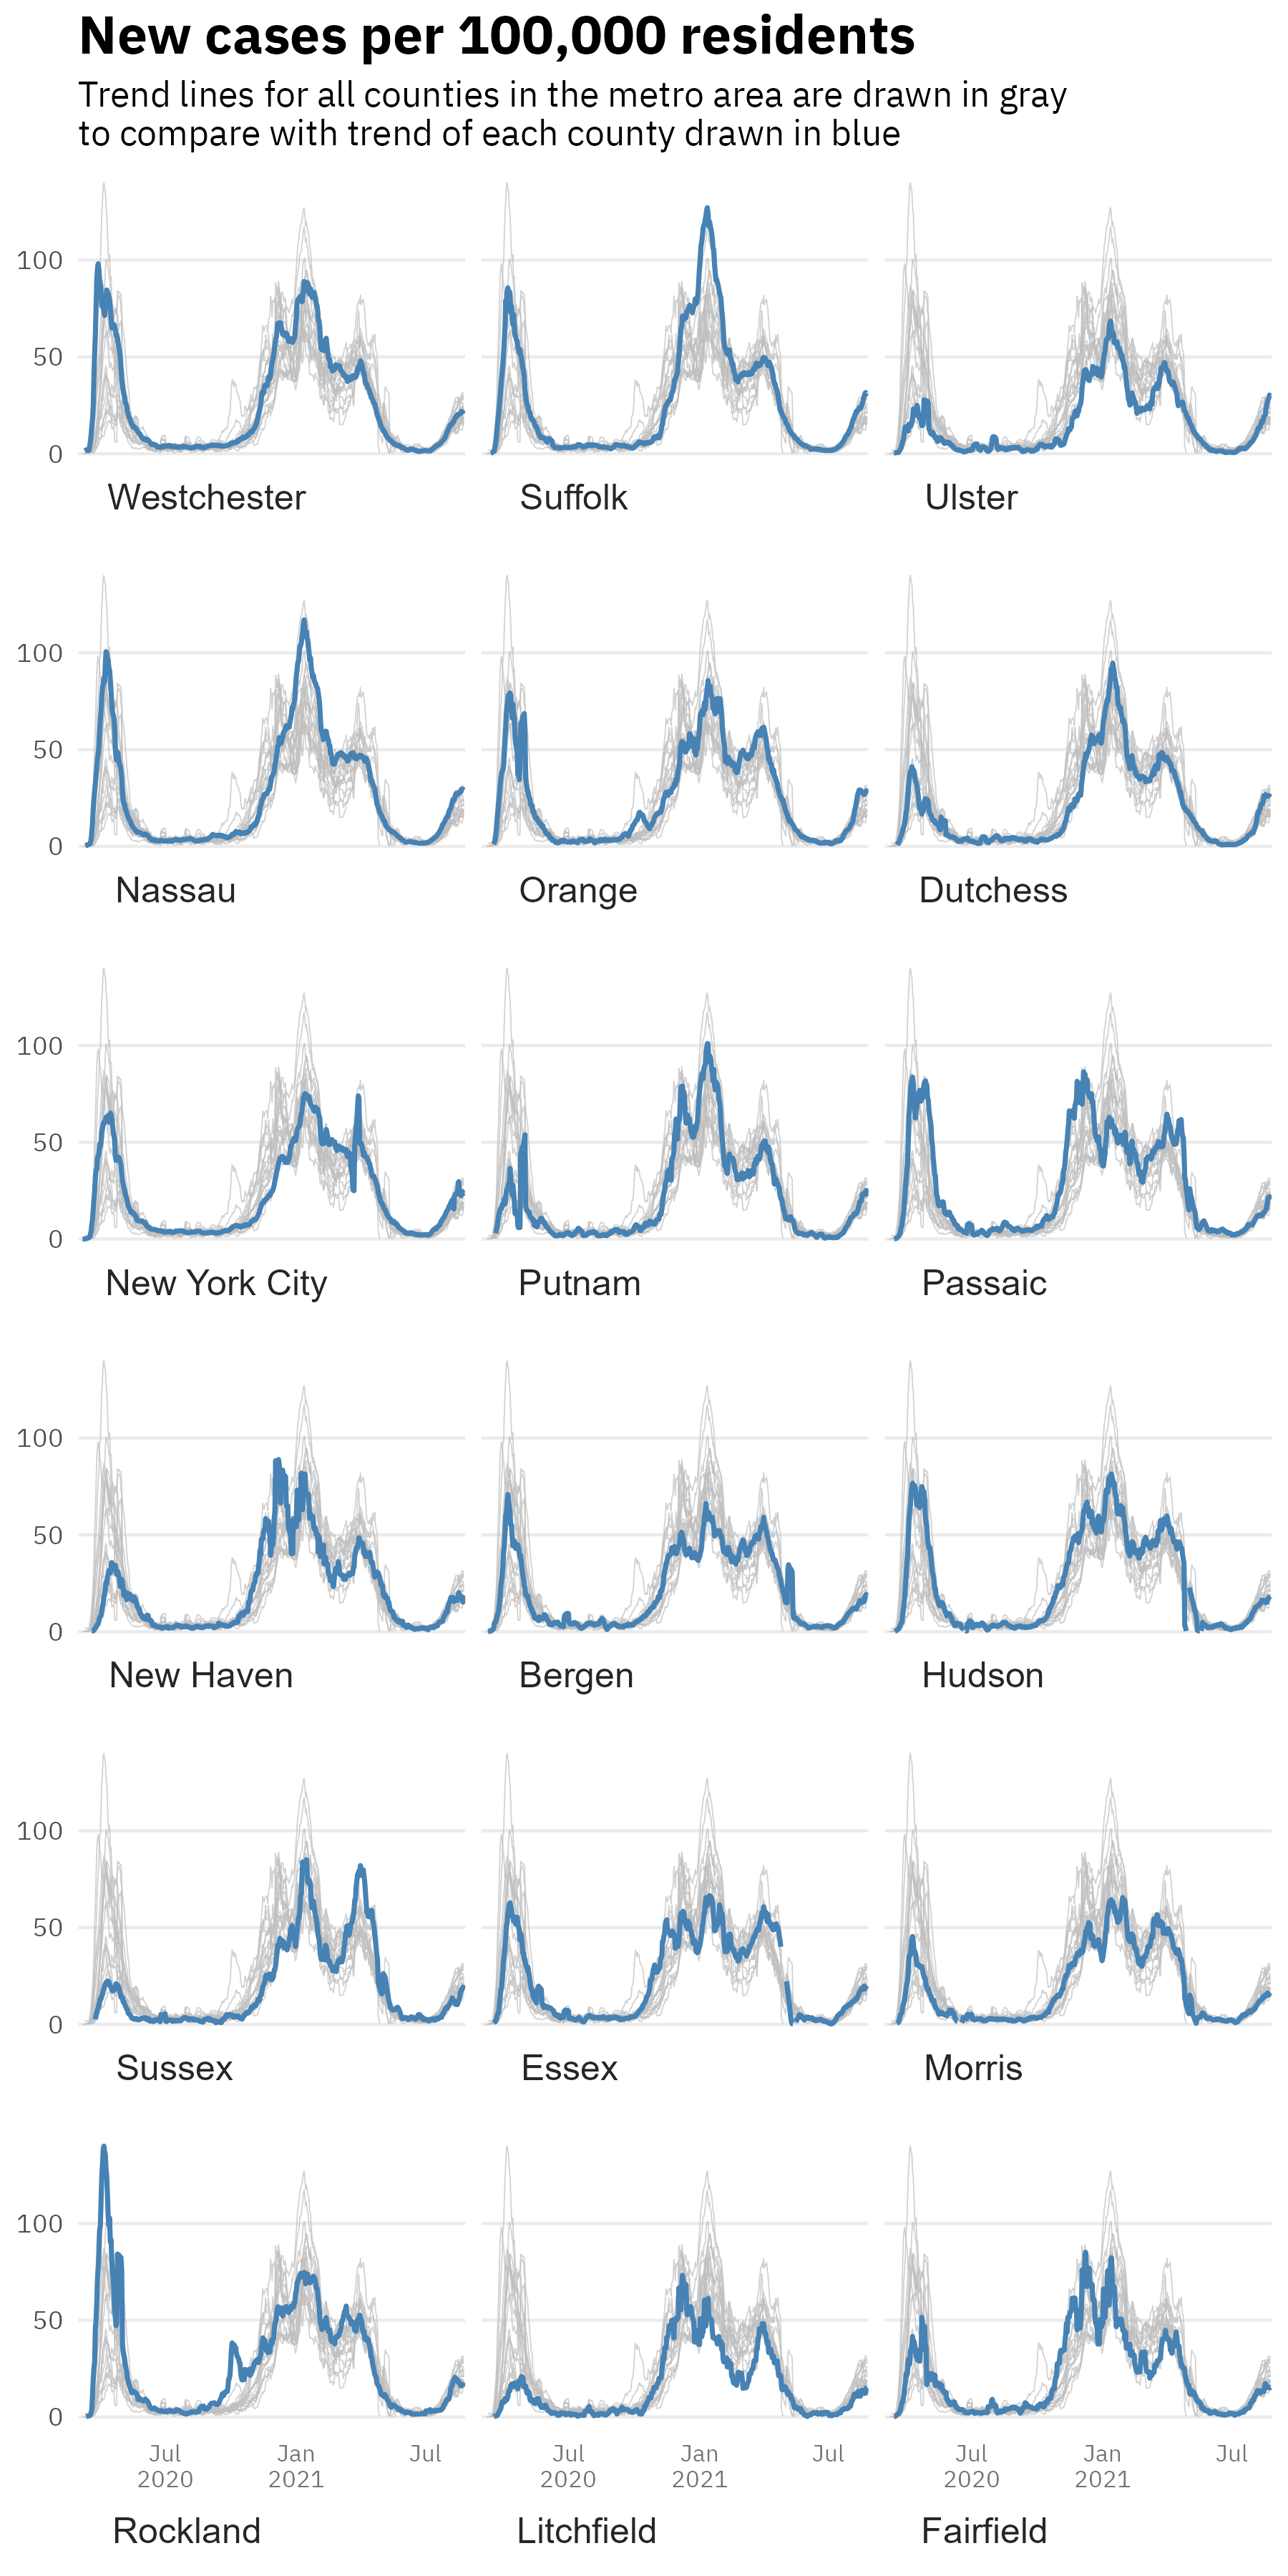 New cases per 100,000 residents
Trend lines for all counties in the metro area are drawn in gray
to compare with trend of each county drawn in blue
100
50
0
Westchester Suffolk Ulster
100
50
0
Nassau Orange Dutchess
100
50
0
New York City Putnam Passaic
100
50
0
New Haven Bergen Hudson
100
50
0
Sussex Essex Morris
100
50
0
Jul Jan Jul Jul Jan Jul Jul Jan Jul
2020 2021 2020 2021 2020 2021
Rockland Litchfield Fairfield